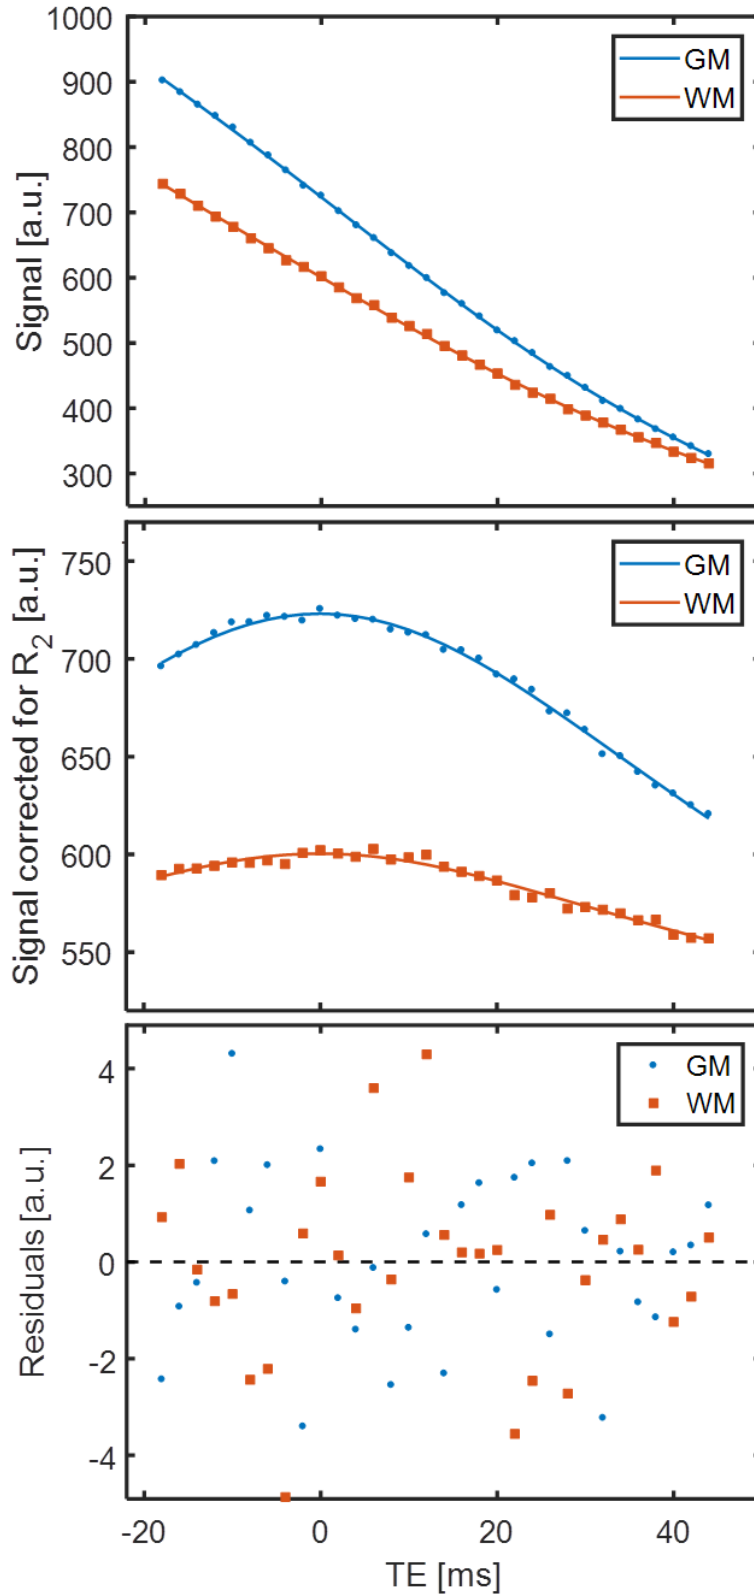 1000
900
800
700
600
500
400
300
Signal [a.u.]
GM
WM
750
700
650
600
550
Signal corrected for R2 [a.u.]
GM
WM
4
2
0
-2
-4
Residuals [a.u.]
GM
WM
-20 0 20 40
TE [ms]